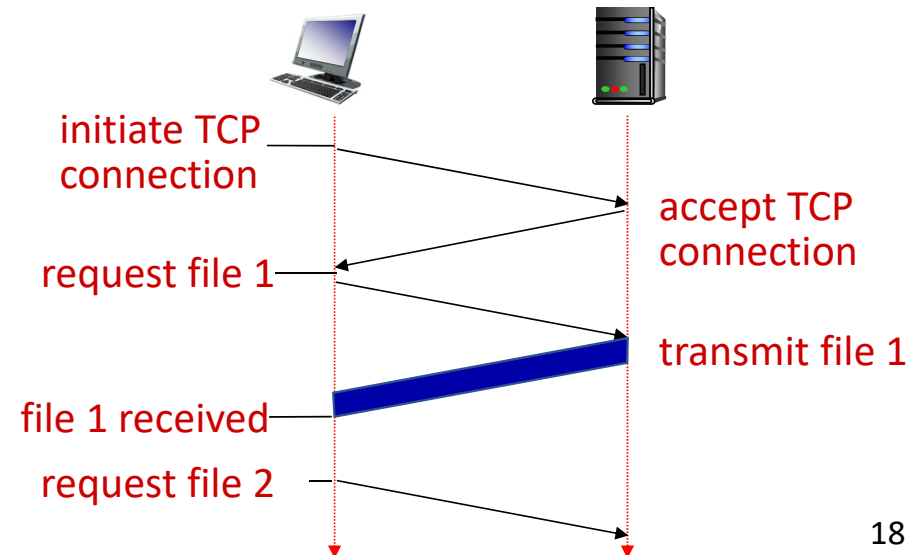 initiate TCP
connection
accept TCP
connection
request file 1
transmit file 1
file 1 received
request file 2
18